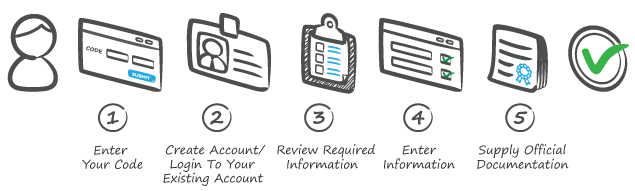 CODE
SUBMIT
1
2
3
4
5
Enter
Your Code
Create Account/
Login To Your
Existing Account
Review Required
Information
Enter
Information
Supply Official
Documentation